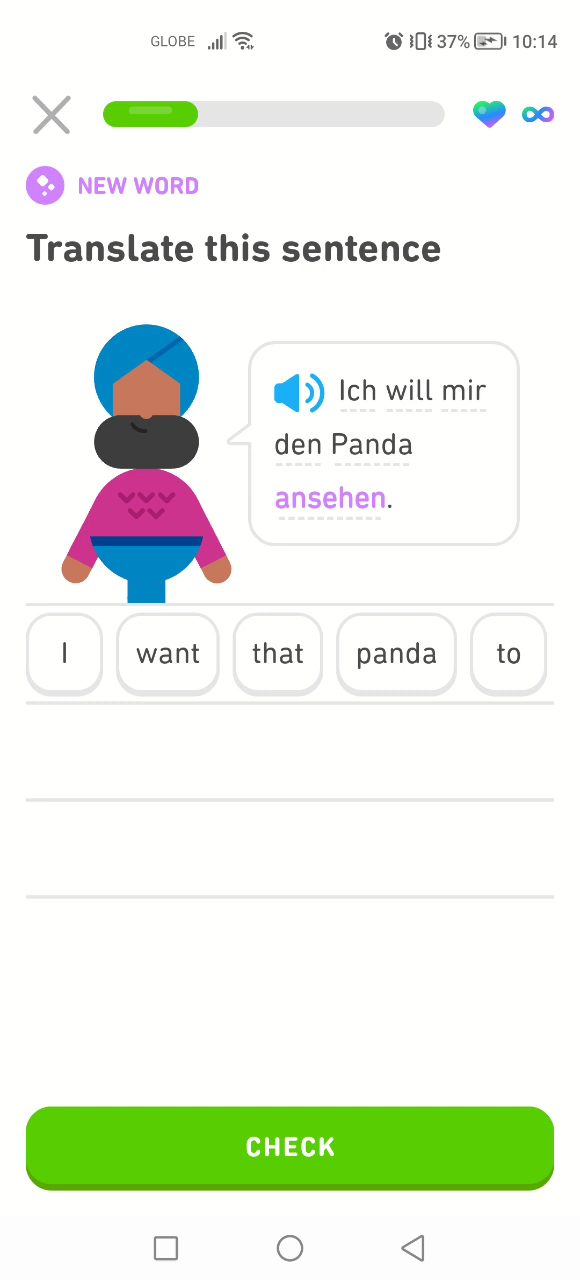 GLOBE 37% 10:14
NEW WORD
Translate this sentence
Ich will mir
den Panda
ansehen.
I want that panda to
CHECK